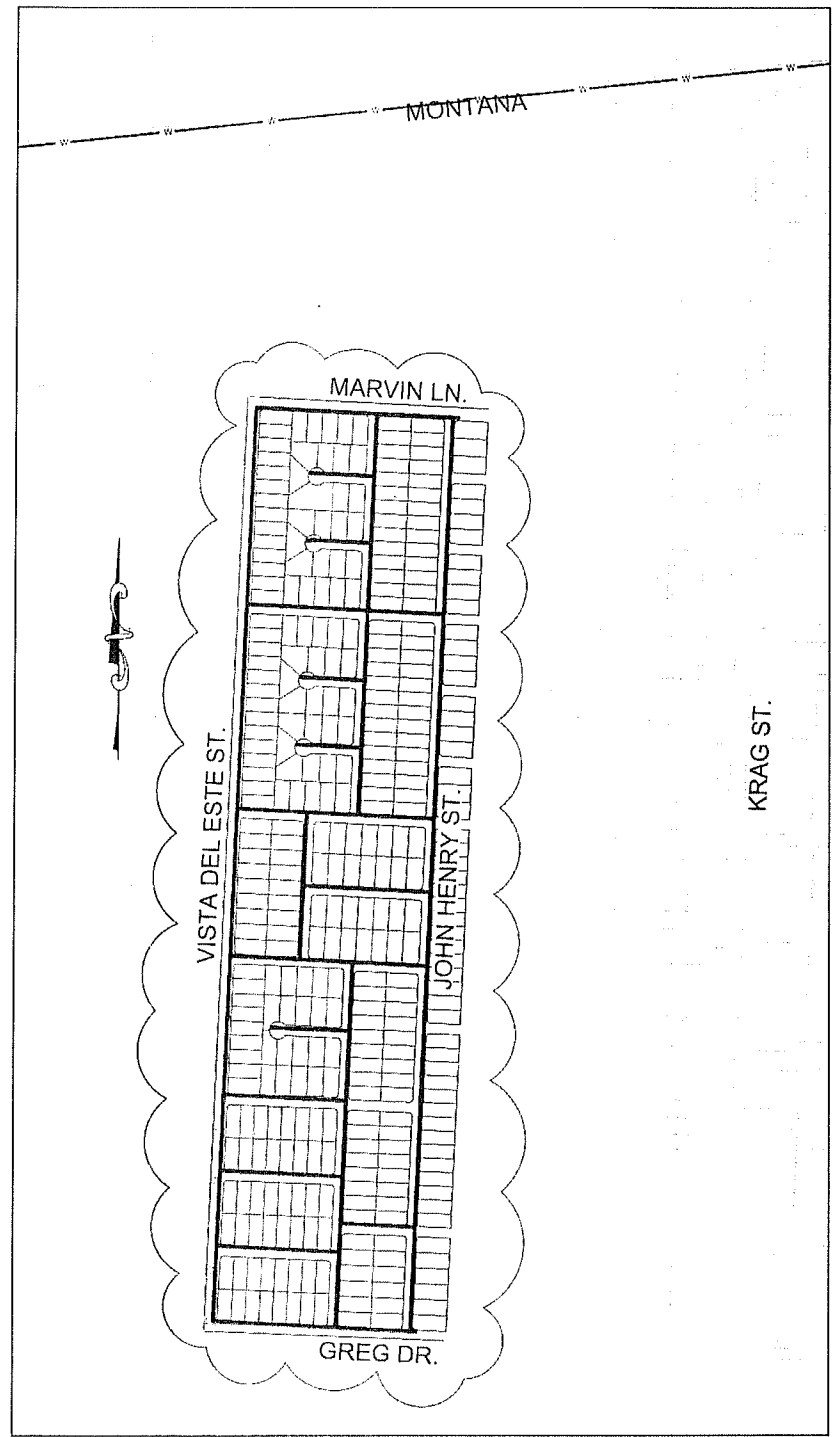 W W W W W W W W
MONTANA
MARVIN LN.
VISTA DEL ESTE ST.
JOHN HENRY ST.
KRAG ST.
GREG DR.